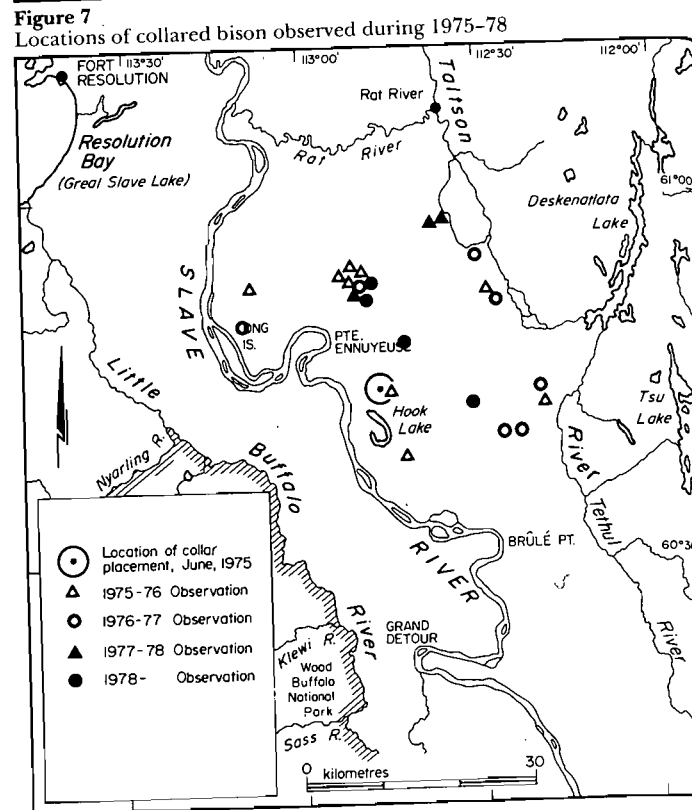 Figure 7
Locations of collared bison observed during 1975-78
113°30'
113°00'
112°30'
112°00'
FORT
RESOLUTION
Resolution
Bay
(Great Slave Lake)
Rat River
Taltson
Rat River
61°00
Deskenatlata
Lake
SLAVE
LONG
IS.
PTE.
ENNUYEUSE
Hook
Lake
Tsu
Lake
Little
Nyarling R.
Buffalo
River
RIVER
BRÛLÉ PT.
River
Tethul
60°3
River
GRAND
DETOUR
Klewi R.
Wood
Buffalo
National
Park
Sass R.
Location of collar
placement, June, 1975
1975-76 Observation
1976-77 Observation
1977-78 Observation
1978- Observation
0 kilometres 30